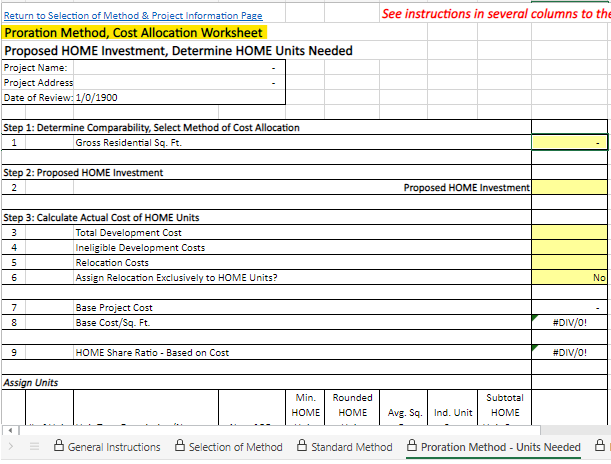 Return to Selection of Method & Project Information Page
See instructions in several columns to the
Proration Method, Cost Allocation Worksheet
Proposed HOME Investment, Determine HOME Units Needed
Project Name: -
Project Address -
Date of Review: 1/0/1900
Step 1: Determine Comparability, Select Method of Cost Allocation
1 Gross Residential Sq. Ft. -
Step 2: Proposed HOME Investment
2 Proposed HOME Investment
Step 3: Calculate Actual Cost of HOME Units
3 Total Development Cost
4 Ineligible Development Costs
5 Relocation Costs
6 Assign Relocation Exclusively to HOME Units? No
7 Base Project Cost -
8 Base Cost/Sq. Ft. #DIV/0!
9 HOME Share Ratio - Based on Cost #DIV/0!
Assign Units
Min. Rounded Subtotal
HOME HOME Avg. Sq. Ind. Unit HOME
General Instructions Selection of Method Standard Method Proration Method - Units Needed